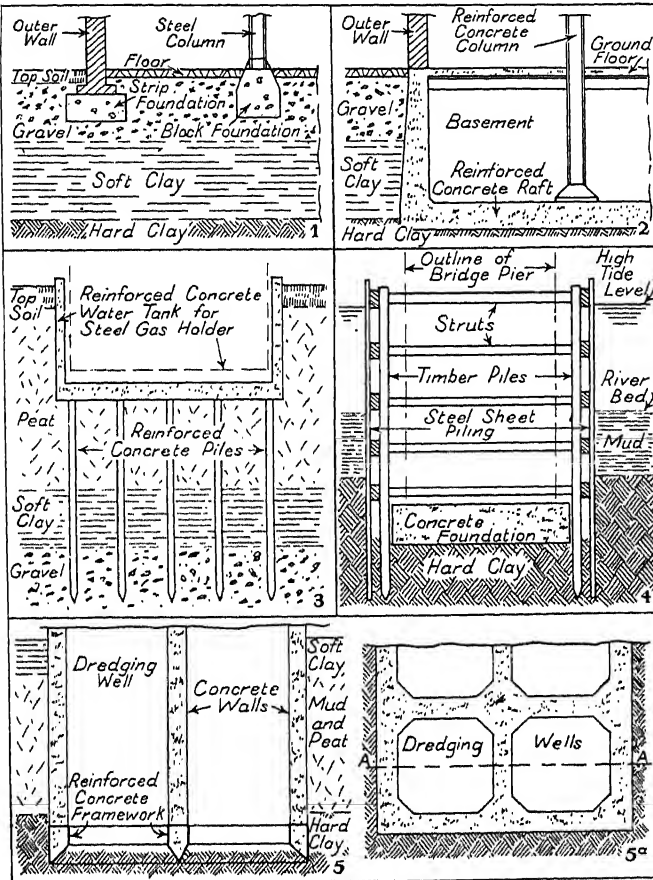 Outer
Wall
Steel
Column
Floor
Top Soil
Strip
Foundation
Gravel
Block Foundation
Soft Clay
Hard Clay
1
Outer
Wall
Reinforced
Concrete
Column
Ground
Floor
Gravel
Basement
Soft
Clay
Reinforced
Concrete Raft
Hard Clay
2
Top
Soil
Reinforced Concrete
Water Tank for
Steel Gas Holder
Peat
Reinforced
Concrete Piles
Soft
Clay
Gravel
3
Outline of
Bridge Pier
High
Tide
Level
Struts
Timber Piles
River
Bed
Steel Sheet
Piling
Mud
Concrete
Foundation
Hard Clay
4
Dredging
Well
Concrete
Walls
Soft
Clay
Mud
and
Peat
Reinforced
Concrete
Framework
Hard
Clay
5
Dredging Wells
A A
5a